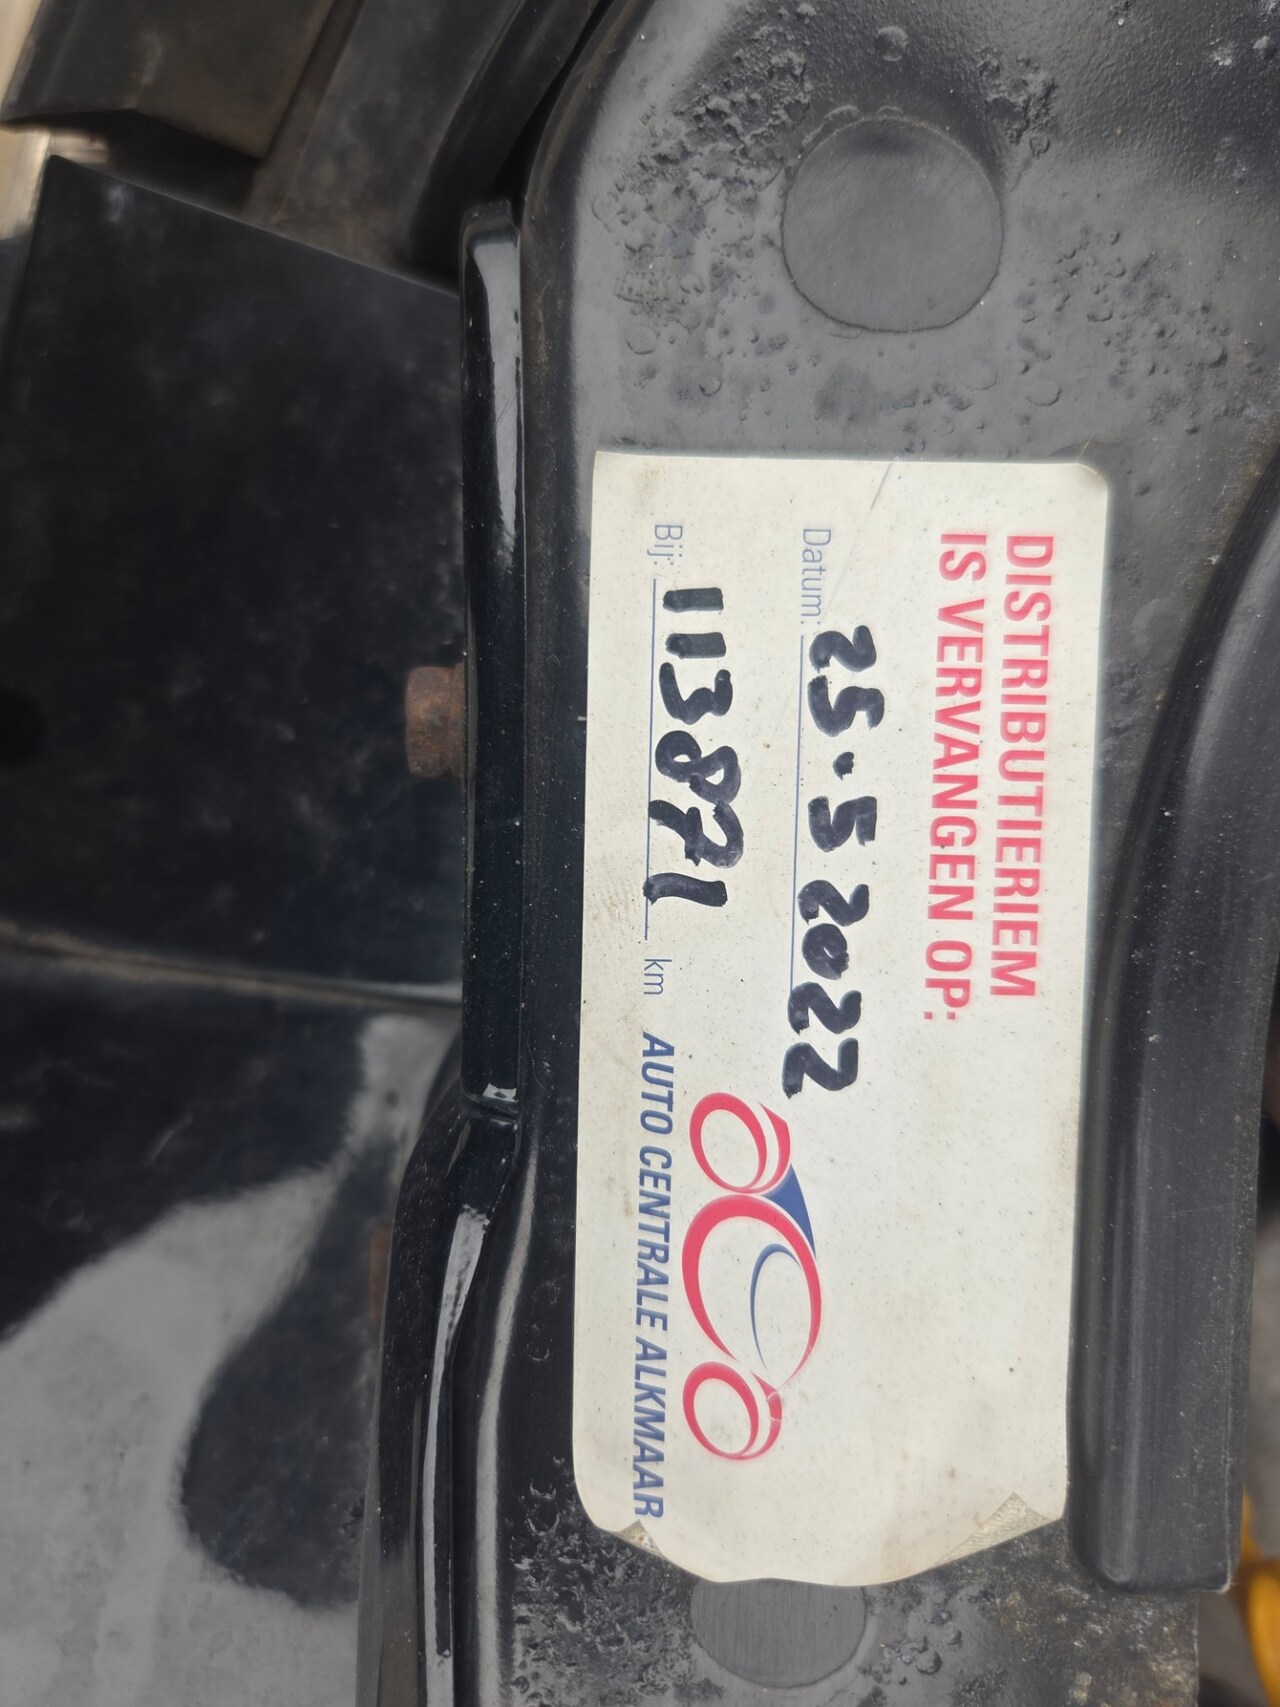 DISTRIBUTIERIEM
IS VERVANGEN OP:
Datum: 25.5 2022
Bij: 113871 km
AUTO CENTRALE ALKMAAR